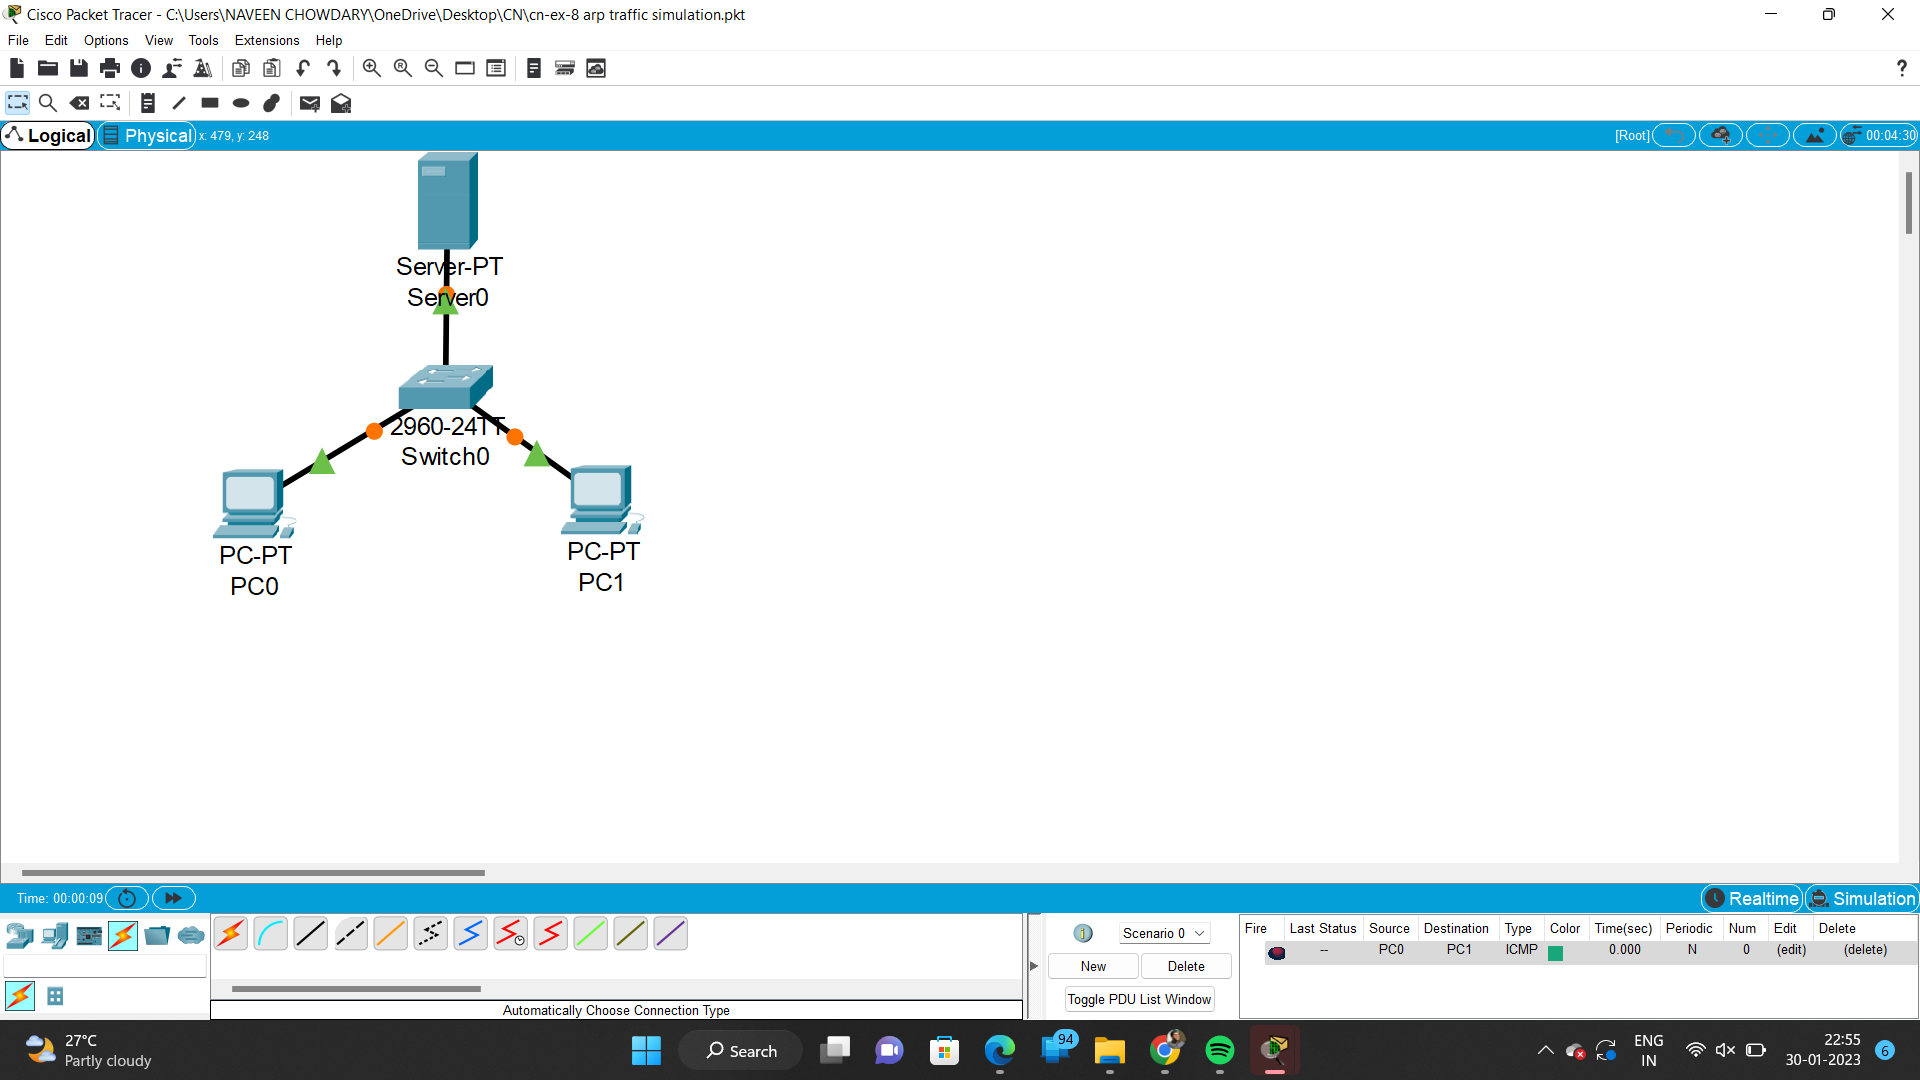 Cisco Packet Tracer - C:\Users\NAVEEN CHOWDARY\OneDrive\Desktop\CN\cn-ex-8 arp traffic simulation.pkt
File Edit Options View Tools Extensions Help
?
Logical Physical x: 479, y: 248 [Root] 00:04:30
Server-PT
Server0
2960-24TT
Switch0
PC-PT
PC0
PC-PT
PC1
Time: 00:00:09 Realtime Simulation
Scenario 0
New Delete
Toggle PDU List Window
Fire Last Status Source Destination Type Color Time(sec) Periodic Num Edit Delete
-- PC0 PC1 ICMP 0.000 N 0 (edit) (delete)
Automatically Choose Connection Type
27°C
Partly cloudy
Search
94
ENG
IN
22:55
30-01-2023
6